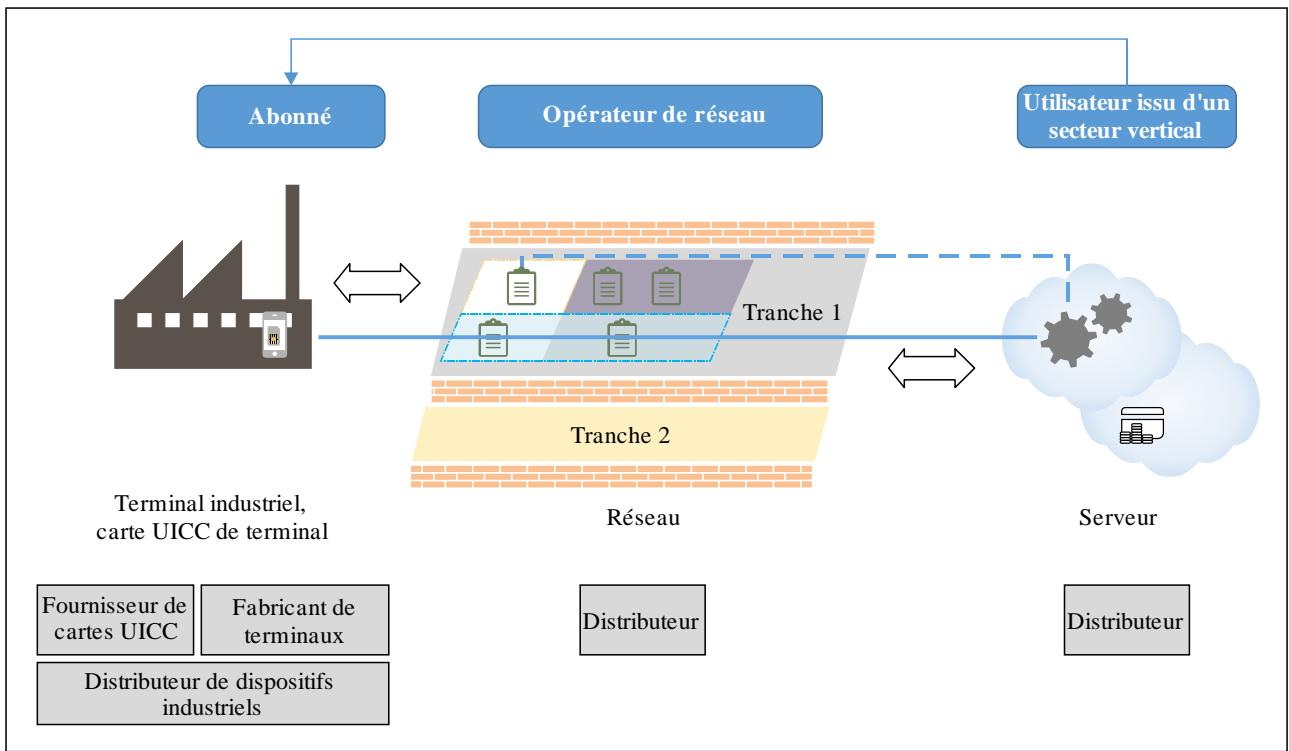 Abonné
Opérateur de réseau
Utilisateur issu d'un
secteur vertical
Tranche 1
Tranche 2
Terminal industriel,
carte UICC de terminal
Réseau
Serveur
Fournisseur de
cartes UICC
Fabricant de
terminaux
Distributeur
Distributeur
Distributeur de dispositifs
industriels